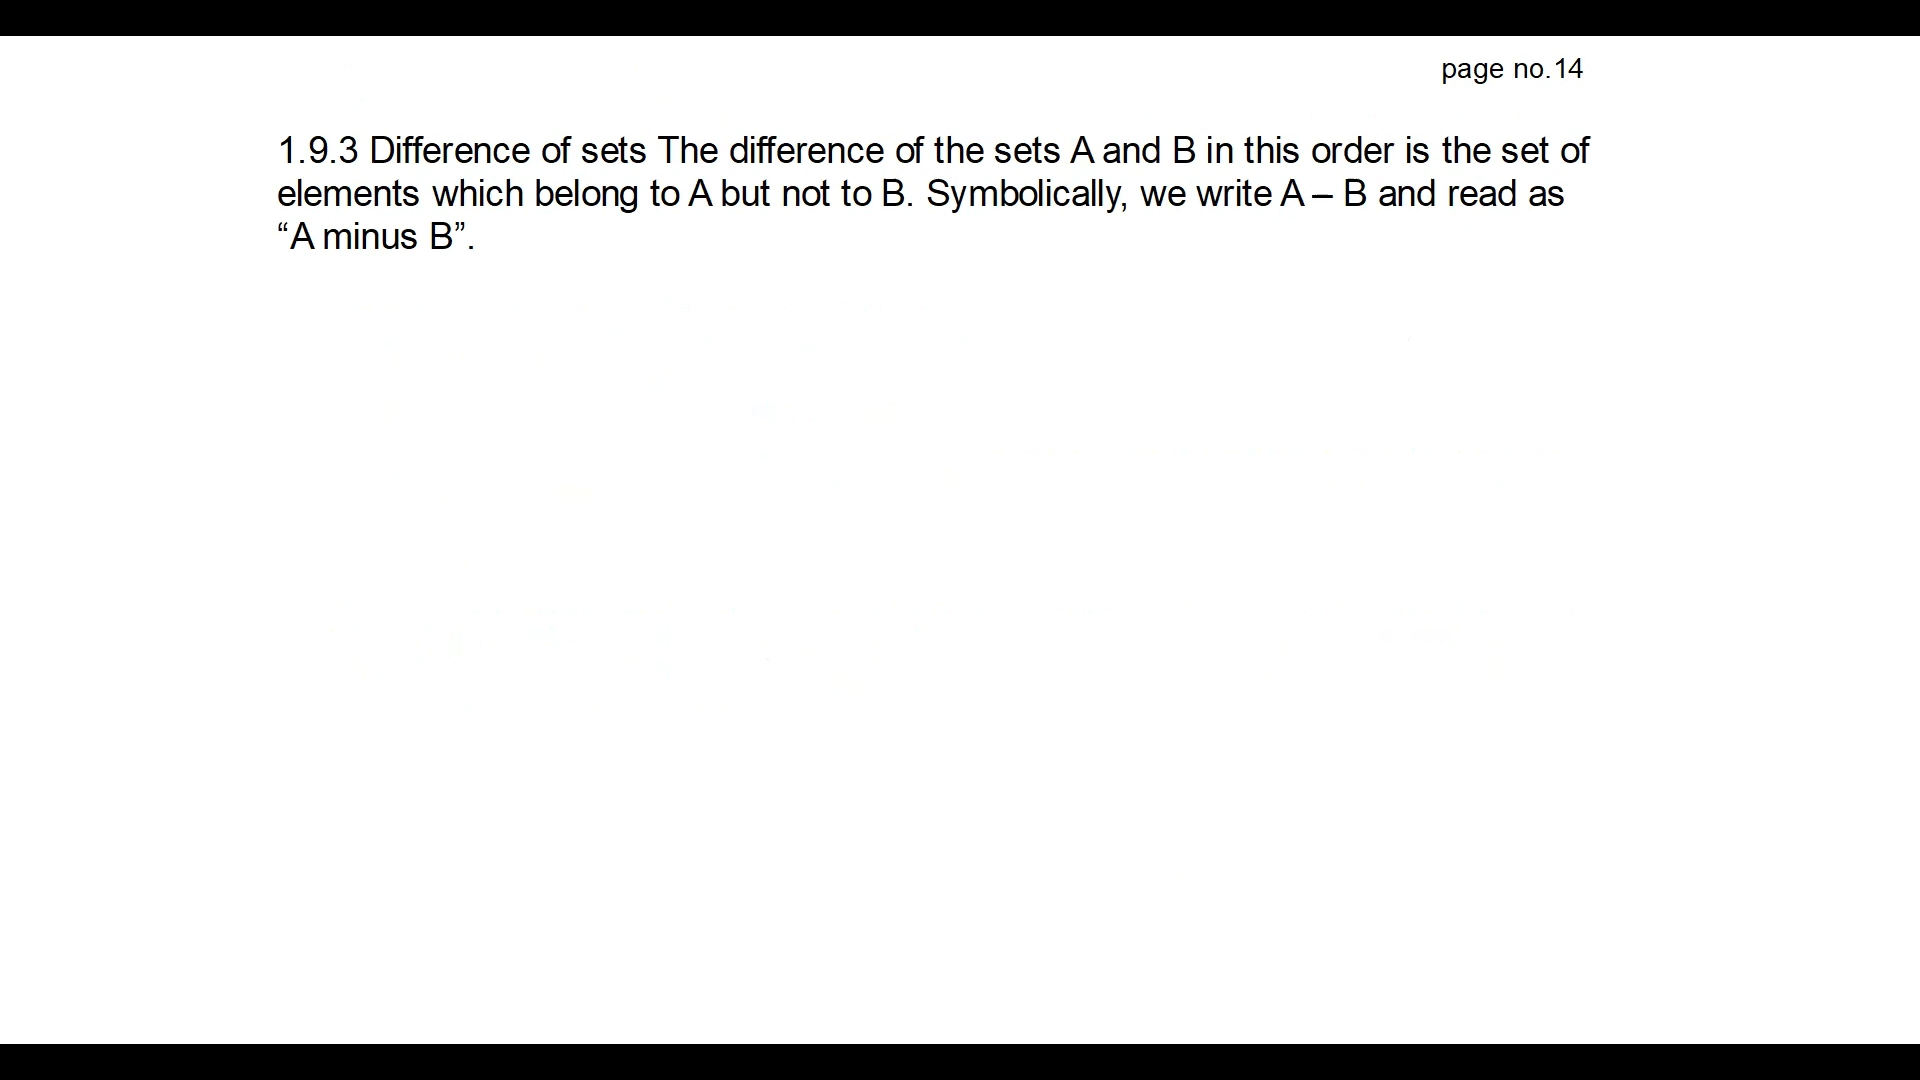 page no.14
1.9.3 Difference of sets The difference of the sets A and B in this order is the set of
elements which belong to A but not to B. Symbolically, we write A – B and read as
“A minus B”.